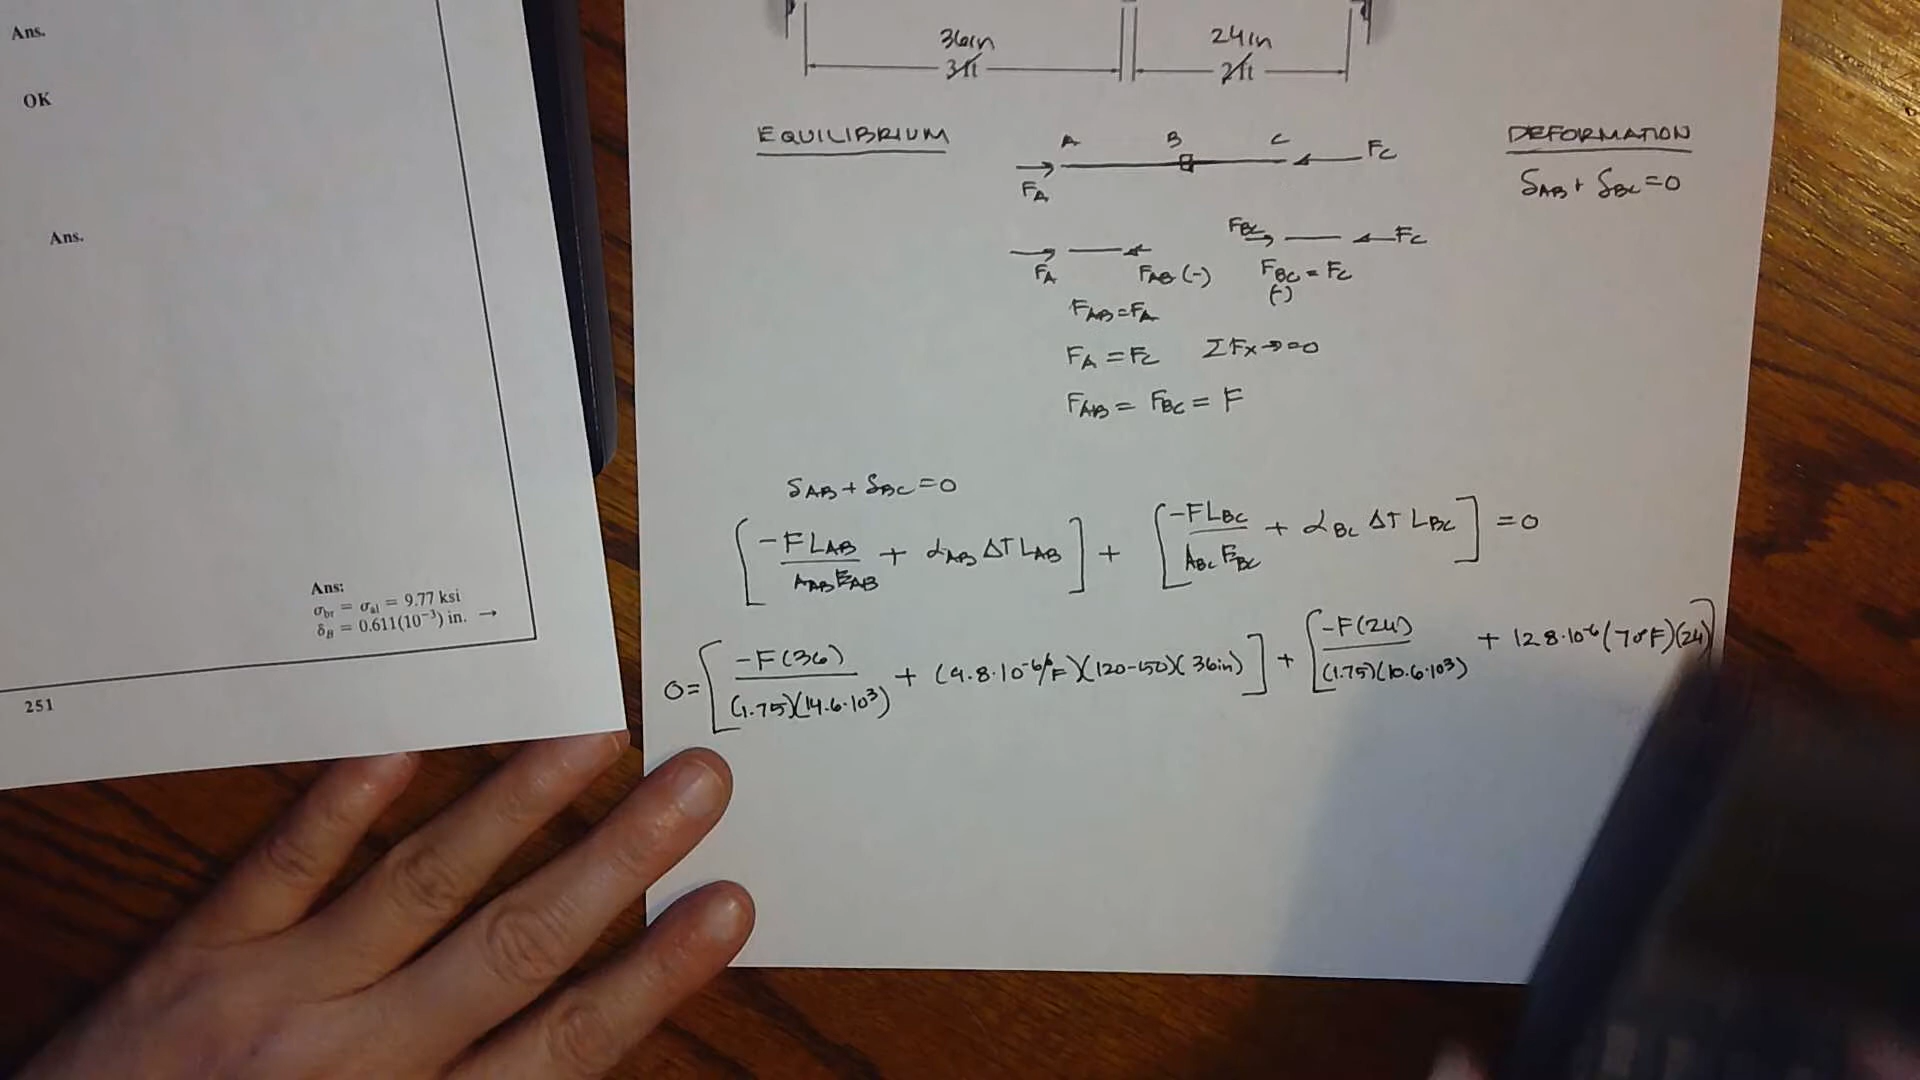 Ans.
OK
Ans.
Ans:
σbr = σal = 9.77 ksi
δB = 0.611(10⁻³) in. →
251
36in 24in
3ft 2ft
EQUILIBRIUM
A B C
FA FC
DEFORMATION
δAB + δBC = 0
FA FAB (-)
FBC FC
FBC = FC
(-)
FAB = FA
FA = FC ΣFx → = 0
FAB = FBC = F
δAB + δBC = 0
[-FLAB/AABEAB + αAB ΔT LAB] + [-FLBC/ABC EBC + αBC ΔT LBC] = 0
0 = [-F(36)/(1.75)(14.6·10³) + (9.8·10⁻⁶/°F)(120-50)(36in)] + [-F(24)/(1.75)(10.6·10³) + 12.8·10⁻⁶(70°F)(24)]